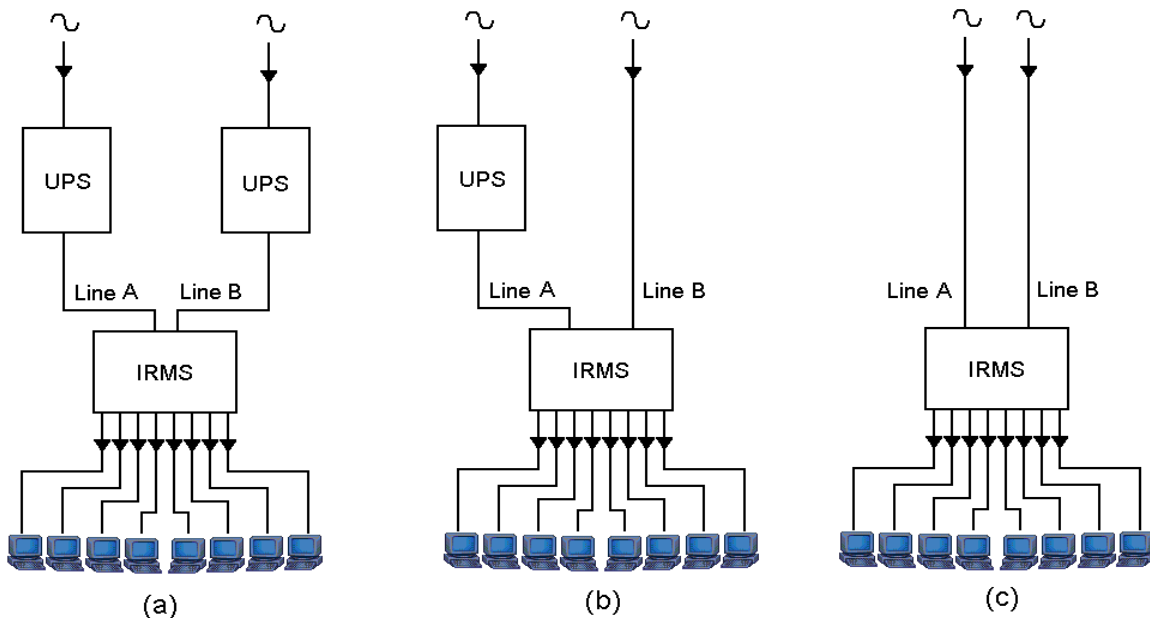 UPS
UPS
Line A
Line B
IRMS
(a)
UPS
Line A
Line B
IRMS
(b)
Line A
Line B
IRMS
(c)